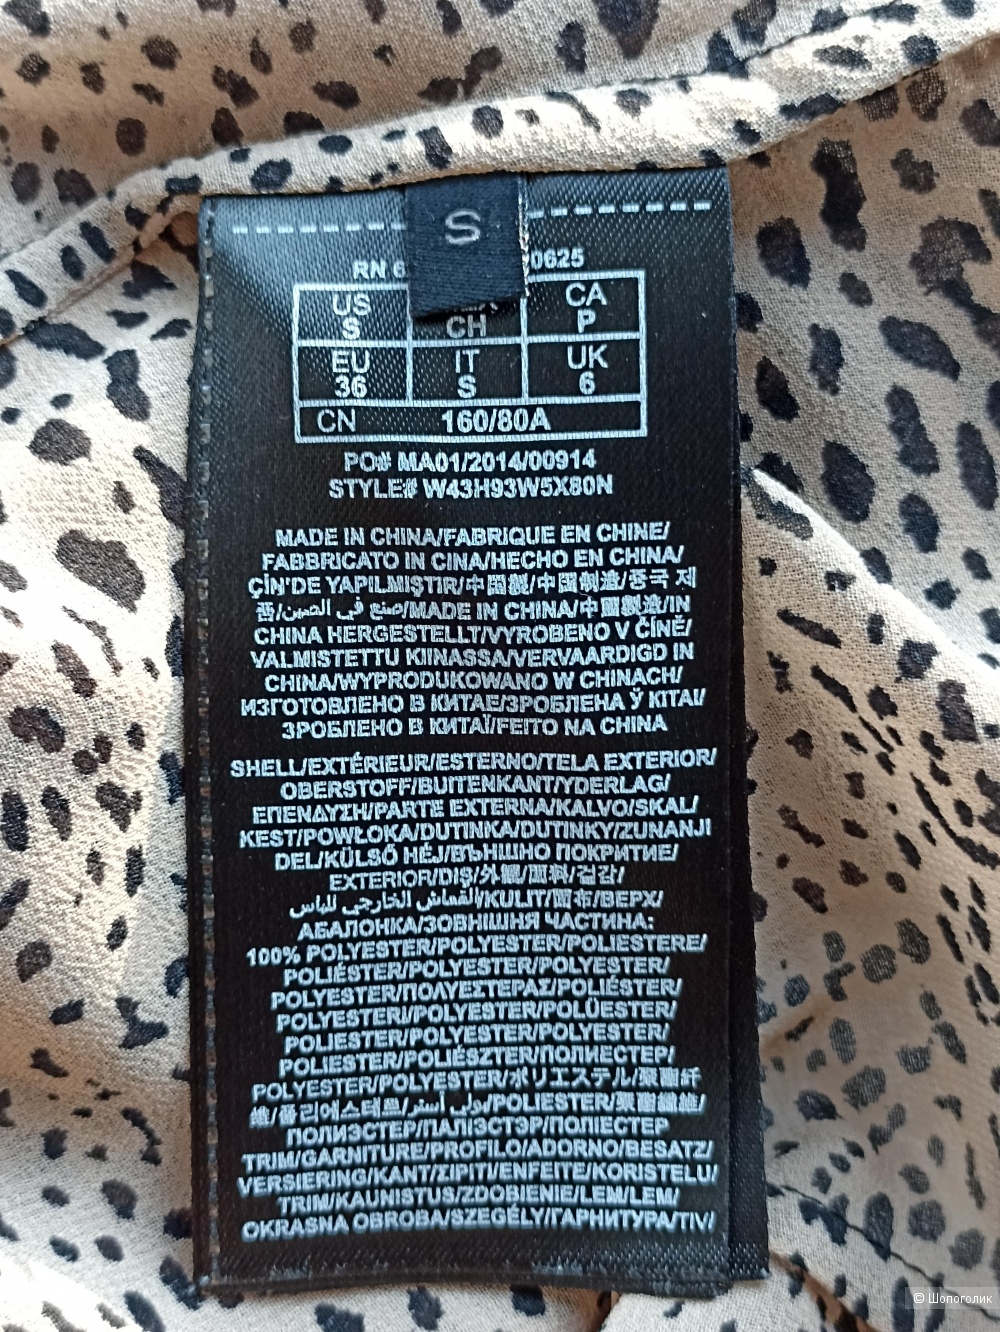 S
RN 6 0625
US CA
S CH P
EU IT UK
36 S 6
CN 160/80A
PO# MA01/2014/00914
STYLE# W43H93W5X80N
MADE IN CHINA/FABRIQUE EN CHINE/
FABBRICATO IN CINA/HECHO EN CHINA/
ÇİN'DE YAPILMIŞTIR/中国製/中國製造/중국 제
품/صنع في الصين/MADE IN CHINA/中國製造/IN
CHINA HERGESTELLT/VYROBENO V ČÍNĚ/
VALMISTETTU KIINASSA/VERVAARDIGD IN
CHINA/WYPRODUKOWANO W CHINACH/
ИЗГОТОВЛЕНО В КИТАЕ/ЗРОБЛЕНА Ў КІТАІ/
ЗРОБЛЕНО В КИТАЇ/FEITO NA CHINA
SHELL/EXTÉRIEUR/ESTERNO/TELA EXTERIOR/
OBERSTOFF/BUITENKANT/YDERLAG/
ΕΠΕΝΔΥΣΗ/PARTE EXTERNA/KALVO/SKAL/
KEST/POWŁOKA/DUTINKA/DUTINKY/ZUNANJI
DEL/KÜLSŐ HÉJ/ВЪНШНО ПОКРИТИЕ/
EXTERIOR/DIŞ/外観/面料/겉감/
القماش الخارجي للباس/KULIT/面布/ВЕРХ/
АБАЛОНКА/ЗОВНІШНЯ ЧАСТИНА:
100% POLYESTER/POLYESTER/POLIESTERE/
POLIÉSTER/POLYESTER/POLYESTER/
POLYESTER/ΠΟΛΥΕΣΤΕΡΑΣ/POLIÉSTER/
POLYESTERI/POLYESTER/POLÜESTER/
POLIESTER/POLYESTER/POLYESTER/
POLIESTER/POLIÉSZTER/ПОЛИЕСТЕР/
POLYESTER/POLYESTER/ポリエステル/聚酯纤
维/폴리에스테르/بولي أستر/POLIESTER/聚酯纖維/
ПОЛИЭСТЕР/ПАЛІЭСТЭР/ПОЛІЕСТЕР
TRIM/GARNITURE/PROFILO/ADORNO/BESATZ/
VERSIERING/KANT/ΣΙΡΙΤΙ/ENFEITE/KORISTELU/
TRIM/KAUNISTUS/ZDOBIENIE/LEM/LEM/
OKRASNA OBROBA/SZEGÉLY/ГАРНИТУРА/TIV/
© Шопоголик